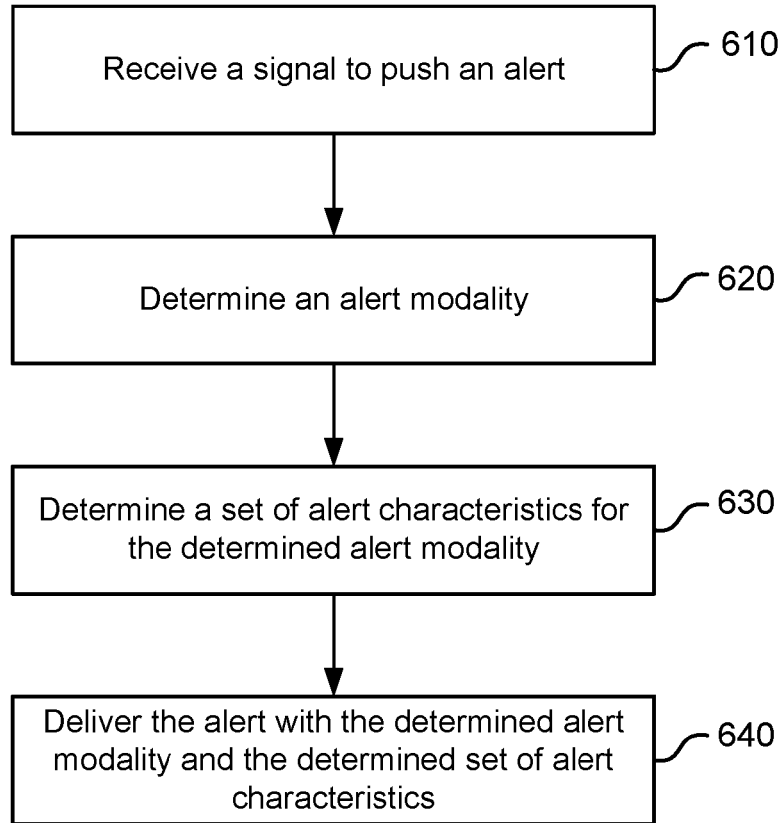 Receive a signal to push an alert
610
Determine an alert modality
620
Determine a set of alert characteristics for
the determined alert modality
630
Deliver the alert with the determined alert
modality and the determined set of alert
characteristics
640